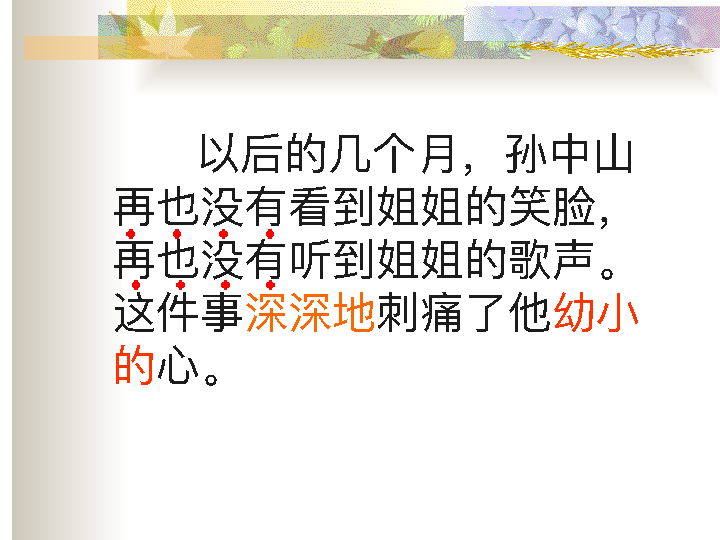 以后的几个月，孙中山
再也没有看到姐姐的笑脸，
再也没有听到姐姐的歌声。
这件事深深地刺痛了他幼小
的心。